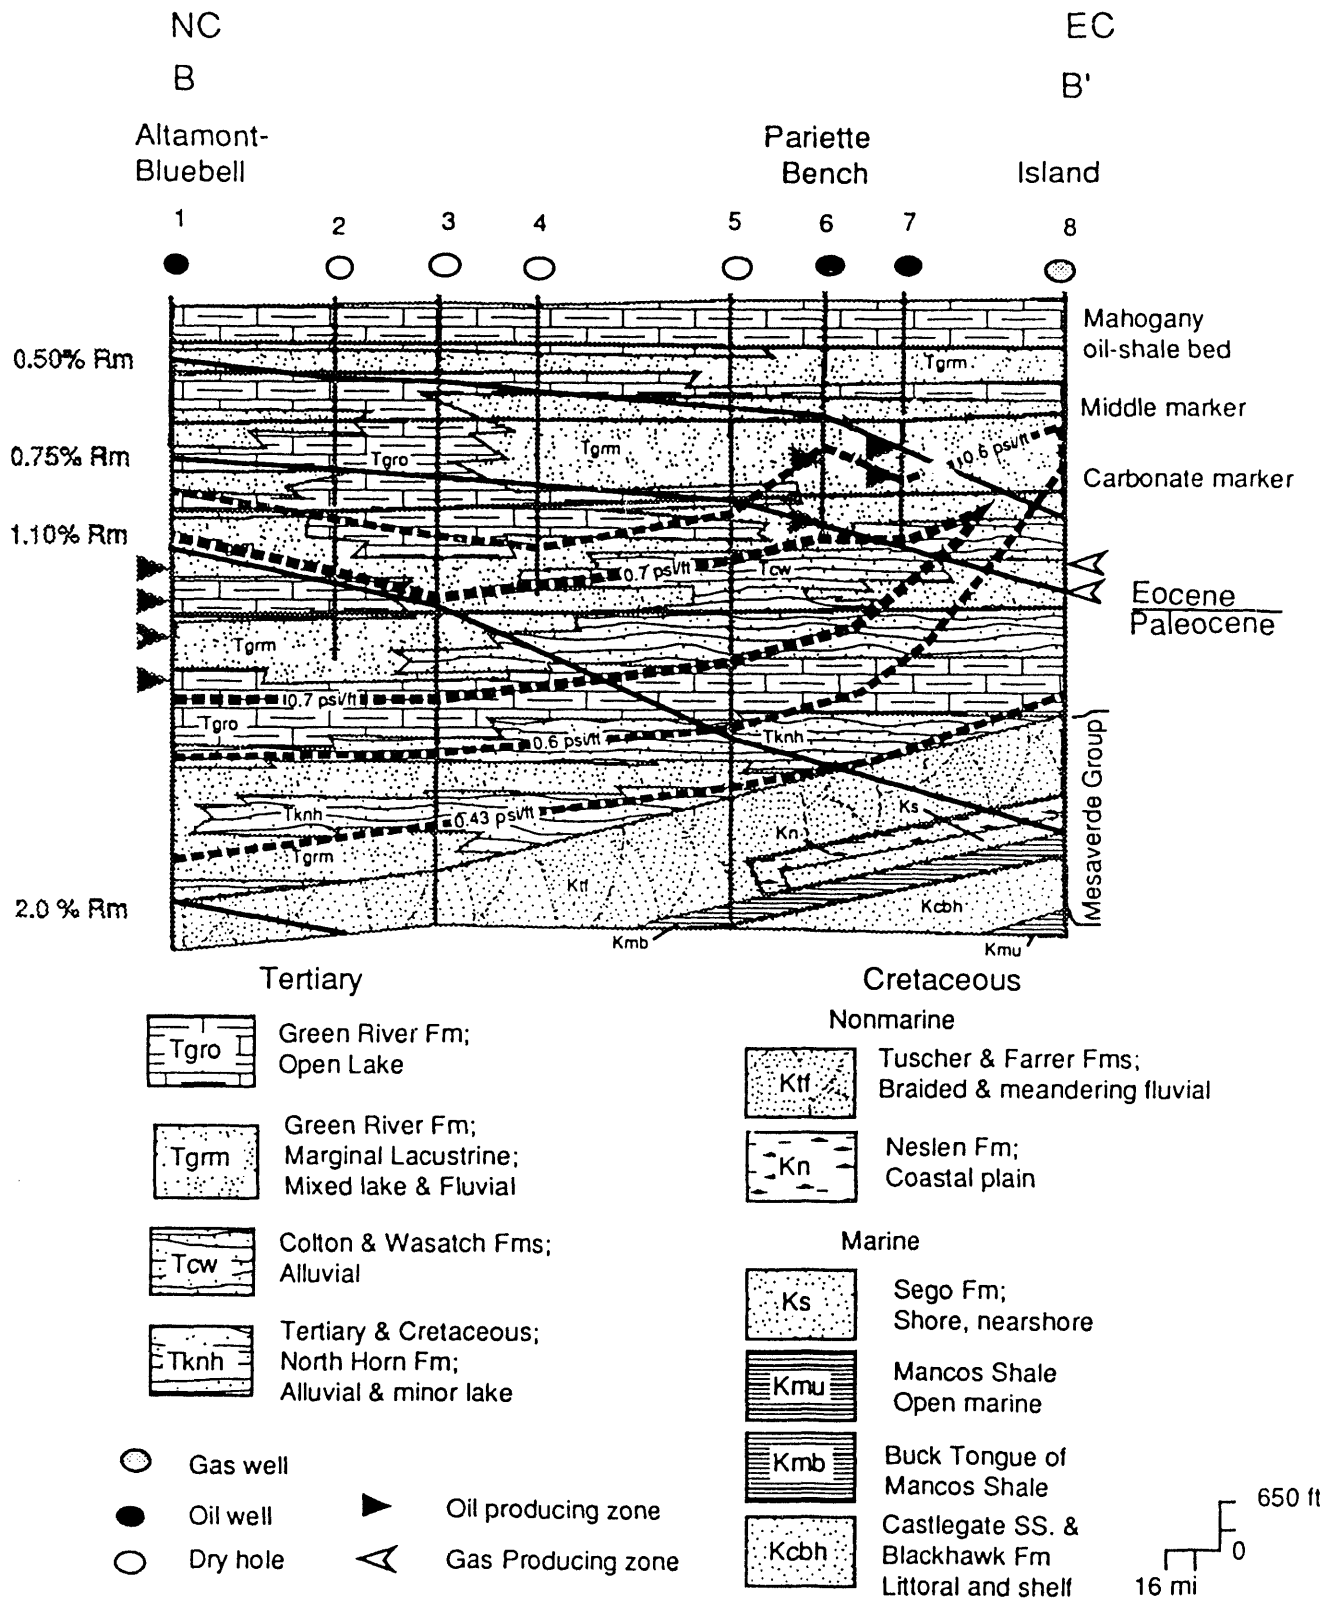 NC
EC
B
B'
Altamont-
Bluebell
Pariette
Bench
Island
1
2
3
4
5
6
7
8
Mahogany
oil-shale bed
0.50% Rm
Tgrm
Middle marker
0.75% Rm
Tgro
Tgrm
0.6 psi/ft
Carbonate marker
1.10% Rm
0.7 psi/ft
Tcw
Eocene
Paleocene
Tgrm
0.7 psi/ft
Tgro
0.6 psi/ft
Tknh
Mesaverde Group
Tknh
0.43 psi/ft
Ks
Kn
Tgrm
Ktf
2.0 % Rm
Kcbh
Kmb
Kmu
Tertiary
Cretaceous
Nonmarine
Tgro
Green River Fm;
Open Lake
Ktf
Tuscher & Farrer Fms;
Braided & meandering fluvial
Tgrm
Green River Fm;
Marginal Lacustrine;
Mixed lake & Fluvial
Kn
Neslen Fm;
Coastal plain
Tcw
Colton & Wasatch Fms;
Alluvial
Marine
Ks
Sego Fm;
Shore, nearshore
Tknh
Tertiary & Cretaceous;
North Horn Fm;
Alluvial & minor lake
Kmu
Mancos Shale
Open marine
Kmb
Buck Tongue of
Mancos Shale
Gas well
Oil well
Oil producing zone
Dry hole
Gas Producing zone
Kcbh
Castlegate SS. &
Blackhawk Fm
Littoral and shelf
650 ft
0
16 mi